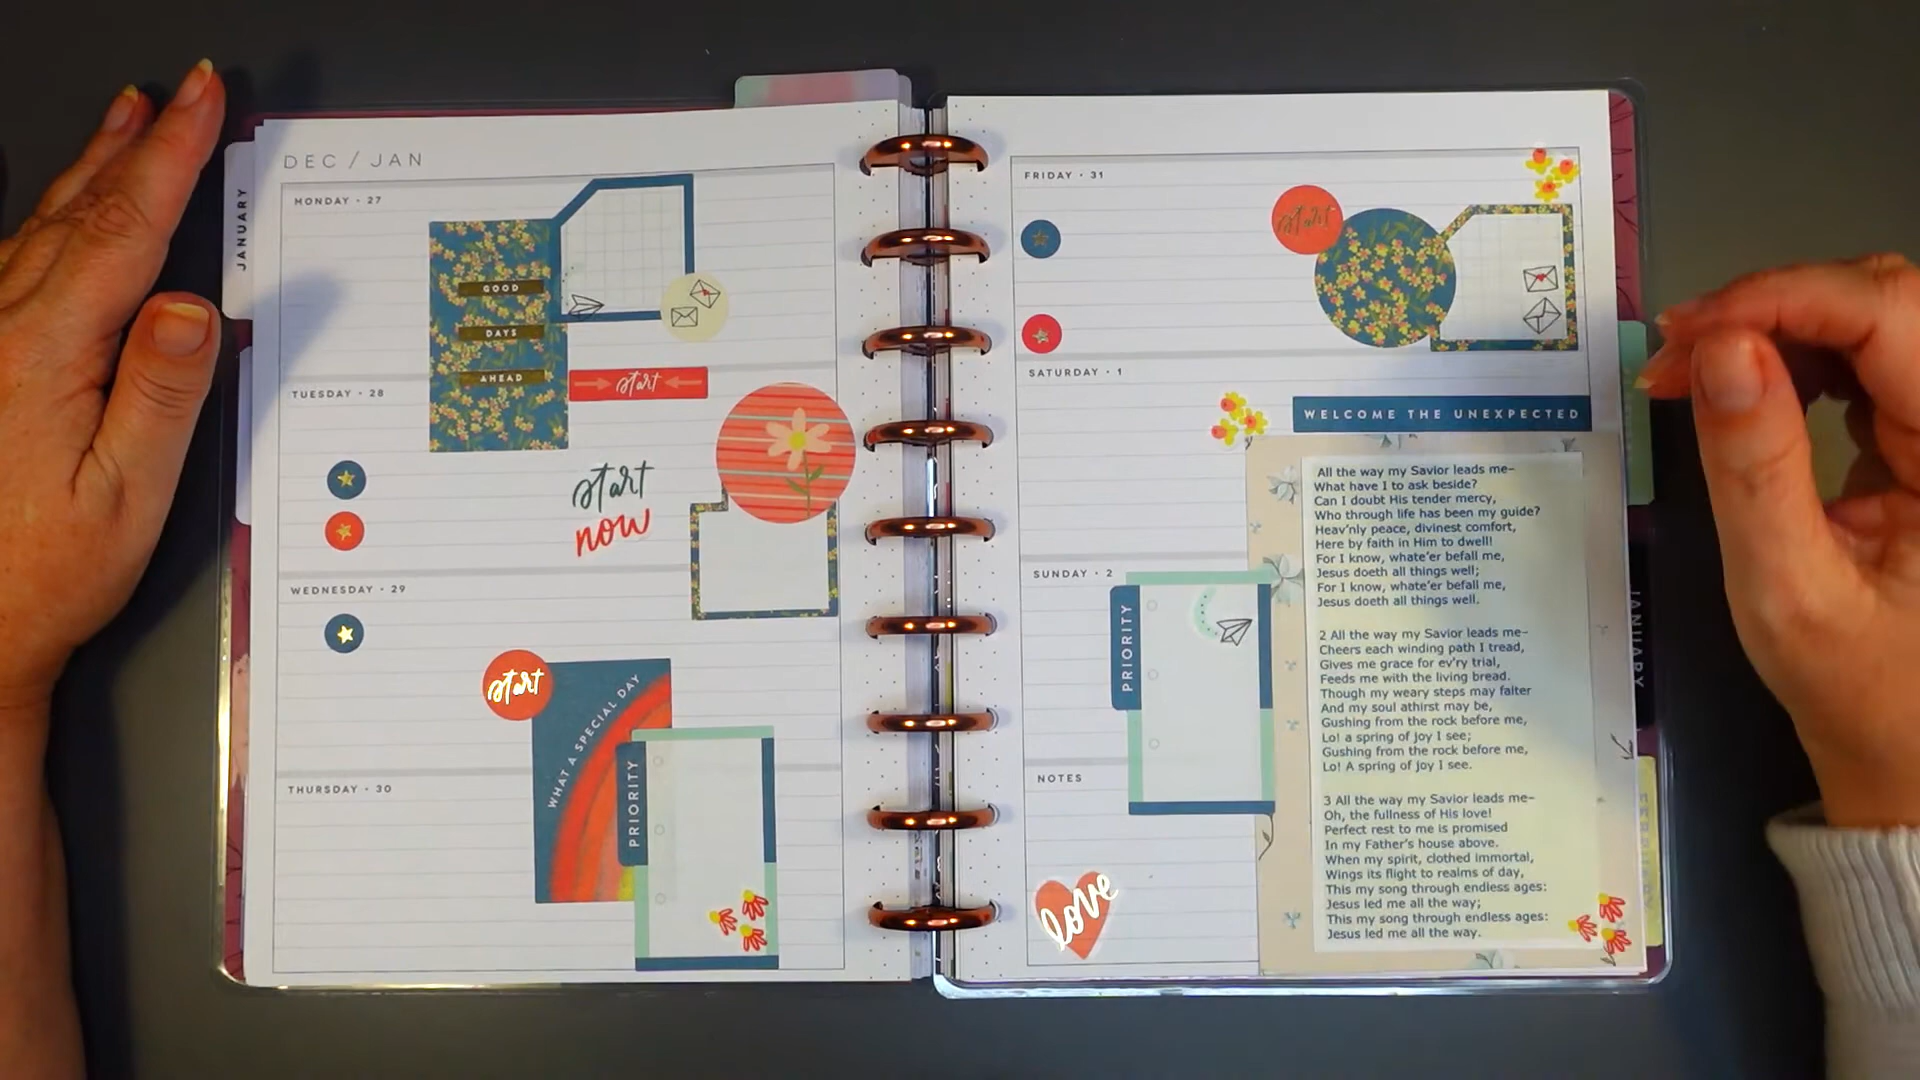 DEC / JAN
JANUARY
MONDAY • 27
GOOD
DAYS
AHEAD
TUESDAY • 28
start
start
now
WEDNESDAY • 29
start
WHAT A SPECIAL DAY
PRIORITY
THURSDAY • 30
FRIDAY • 31
start
SATURDAY • 1
WELCOME THE UNEXPECTED
All the way my Savior leads me–
What have I to ask beside?
Can I doubt His tender mercy,
Who through life has been my guide?
Heav'nly peace, divinest comfort,
Here by faith in Him to dwell!
For I know, whate'er befall me,
Jesus doeth all things well;
For I know, whate'er befall me,
Jesus doeth all things well.
2 All the way my Savior leads me–
Cheers each winding path I tread,
Gives me grace for ev'ry trial,
Feeds me with the living bread.
Though my weary steps may falter
And my soul athirst may be,
Gushing from the rock before me,
Lo! a spring of joy I see;
Gushing from the rock before me,
Lo! A spring of joy I see.
3 All the way my Savior leads me–
Oh, the fullness of His love!
Perfect rest to me is promised
In my Father's house above.
When my spirit, clothed immortal,
Wings its flight to realms of day,
This my song through endless ages:
Jesus led me all the way;
This my song through endless ages:
Jesus led me all the way.
SUNDAY • 2
PRIORITY
NOTES
love
JANUARY
FEBRUARY